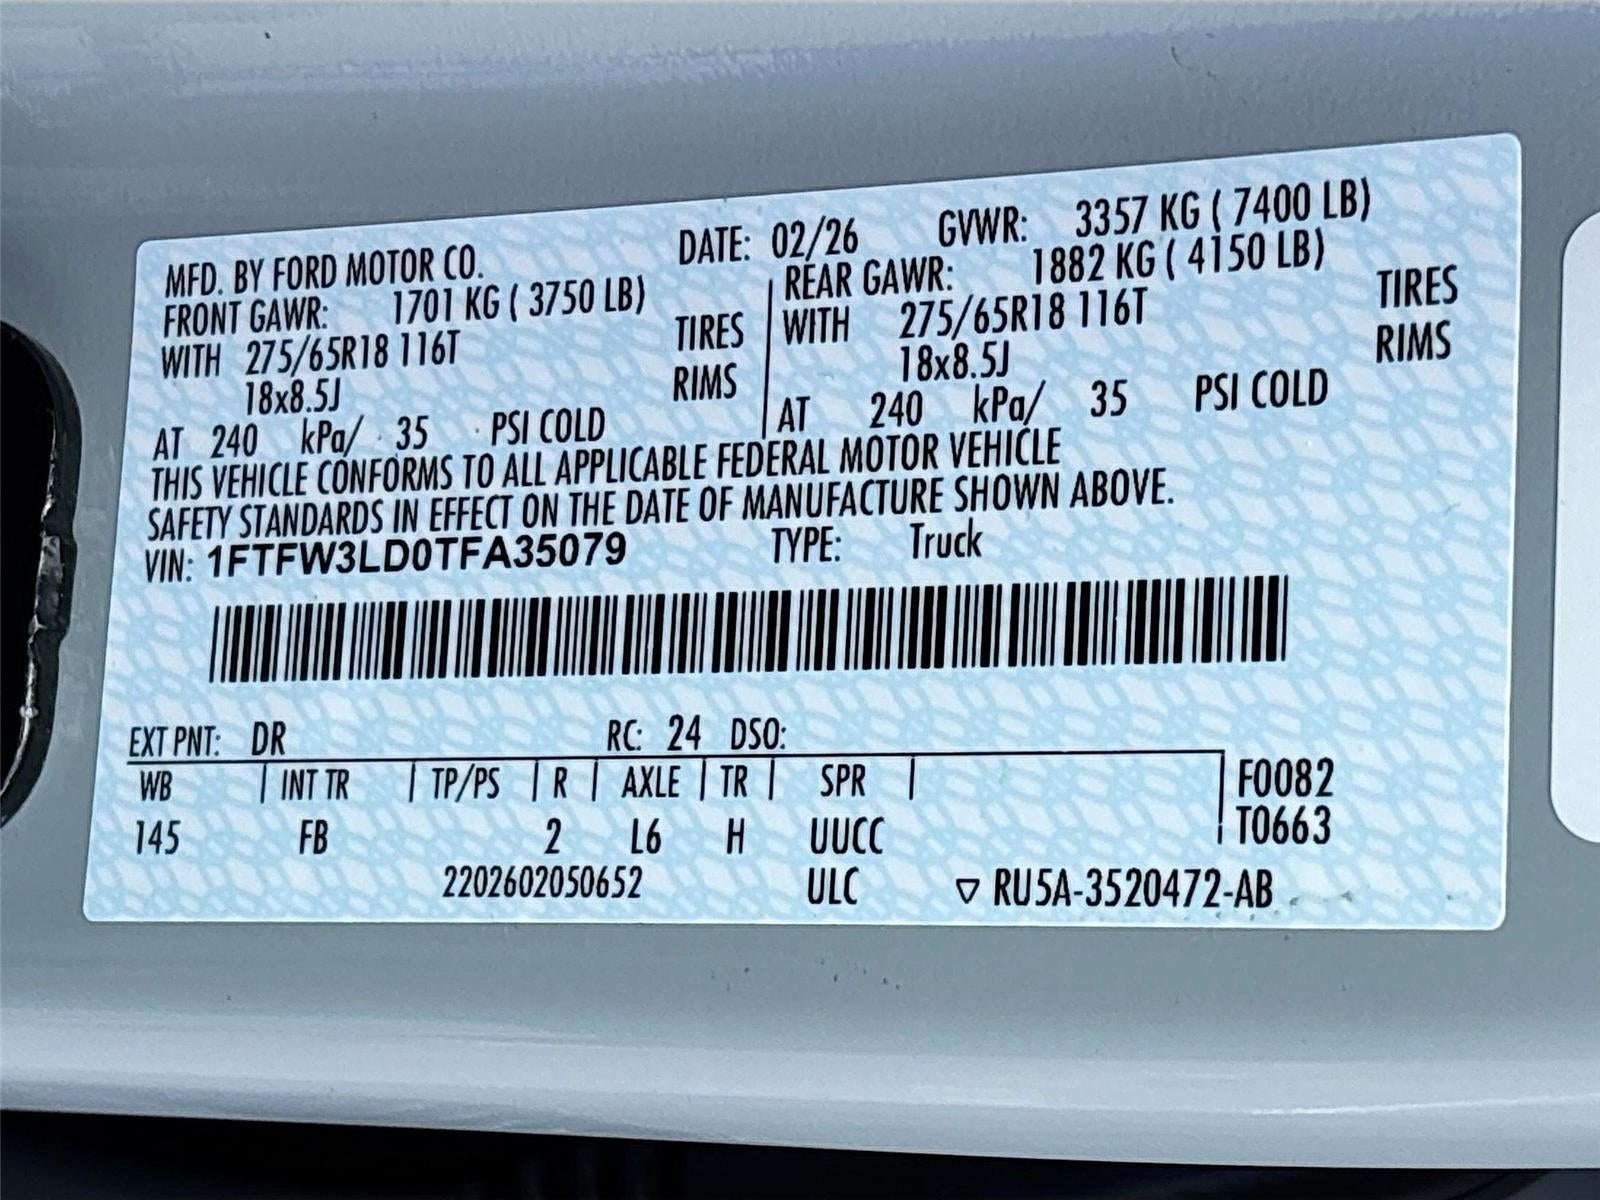 MFD. BY FORD MOTOR CO. DATE: 02/26 GVWR: 3357 KG ( 7400 LB)
FRONT GAWR: 1701 KG ( 3750 LB) REAR GAWR: 1882 KG ( 4150 LB)
WITH 275/65R18 116T TIRES WITH 275/65R18 116T TIRES
18x8.5J RIMS 18x8.5J RIMS
AT 240 kPa/ 35 PSI COLD AT 240 kPa/ 35 PSI COLD
THIS VEHICLE CONFORMS TO ALL APPLICABLE FEDERAL MOTOR VEHICLE
SAFETY STANDARDS IN EFFECT ON THE DATE OF MANUFACTURE SHOWN ABOVE.
VIN: 1FTFW3LD0TFA35079 TYPE: Truck
EXT PNT: DR RC: 24 DSO:
WB INT TR TP/PS R AXLE TR SPR F0082
145 FB 2 L6 H UUCC T0663
2202602050652 ULC ▽ RU5A-3520472-AB